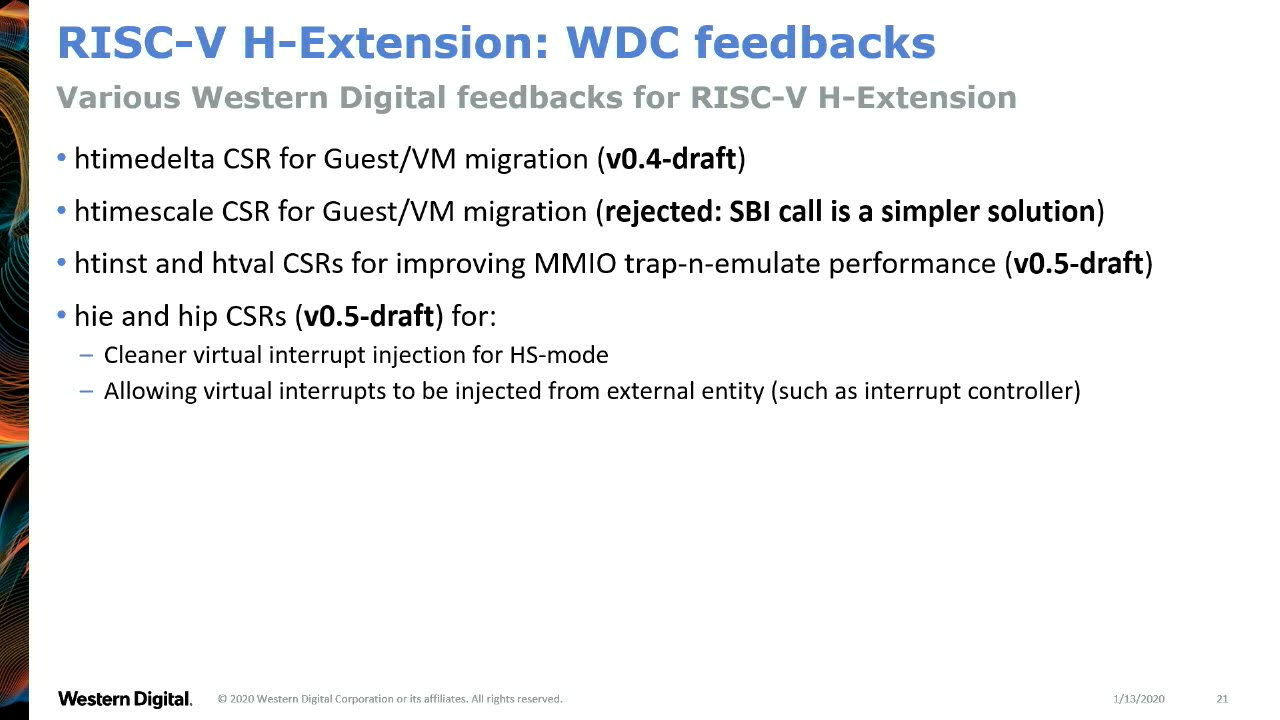 RISC-V H-Extension: WDC feedbacks
Various Western Digital feedbacks for RISC-V H-Extension
• htimedelta CSR for Guest/VM migration (v0.4-draft)
• htimescale CSR for Guest/VM migration (rejected: SBI call is a simpler solution)
• htinst and htval CSRs for improving MMIO trap-n-emulate performance (v0.5-draft)
• hie and hip CSRs (v0.5-draft) for:
– Cleaner virtual interrupt injection for HS-mode
– Allowing virtual interrupts to be injected from external entity (such as interrupt controller)
Western Digital. © 2020 Western Digital Corporation or its affiliates. All rights reserved. 1/13/2020 21